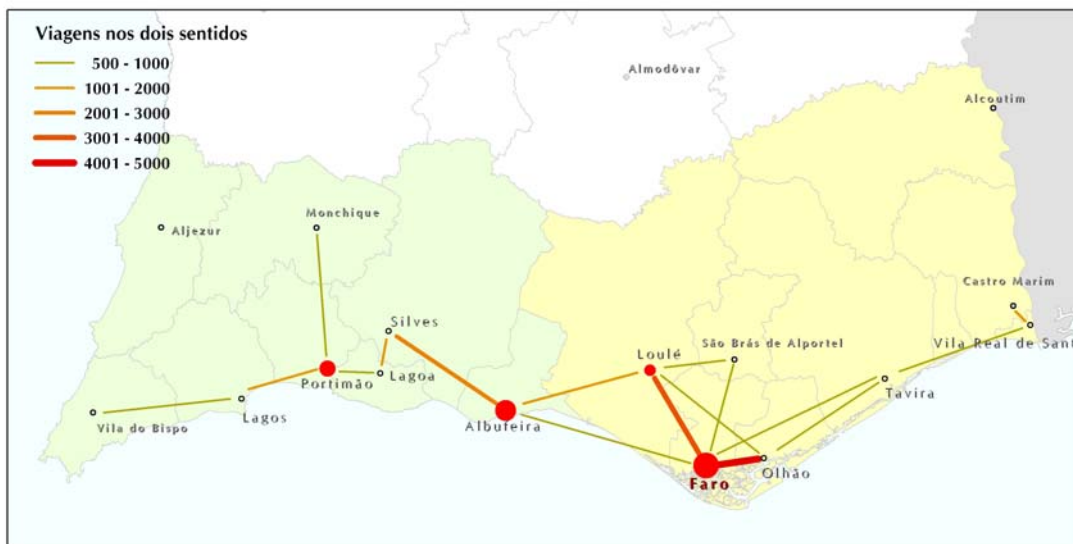 Viagens nos dois sentidos
500 - 1000
1001 - 2000
2001 - 3000
3001 - 4000
4001 - 5000
Almodôvar
Alcoutim
Monchique
Aljezur
Castro Marim
Silves
São Brás de Alportel
Vila Real de Sant
Loulé
Lagoa
Portimão
Tavira
Lagos
Vila do Bispo
Albufeira
Olhão
Faro